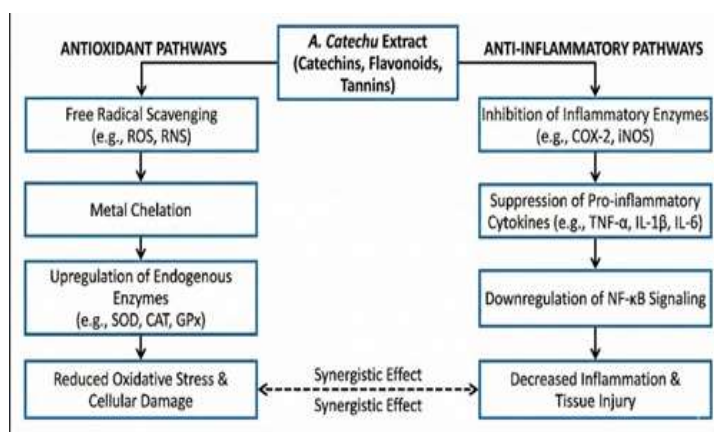 ANTIOXIDANT PATHWAYS
A. Catechu Extract
(Catechins, Flavonoids,
Tannins)
ANTI-INFLAMMATORY PATHWAYS
Free Radical Scavenging
(e.g., ROS, RNS)
Metal Chelation
Upregulation of Endogenous
Enzymes
(e.g., SOD, CAT, GPx)
Reduced Oxidative Stress &
Cellular Damage
Inhibition of Inflammatory Enzymes
(e.g., COX-2, iNOS)
Suppression of Pro-inflammatory
Cytokines (e.g., TNF-α, IL-1β, IL-6)
Downregulation of NF-κB Signaling
Decreased Inflammation &
Tissue Injury
Synergistic Effect
Synergistic Effect